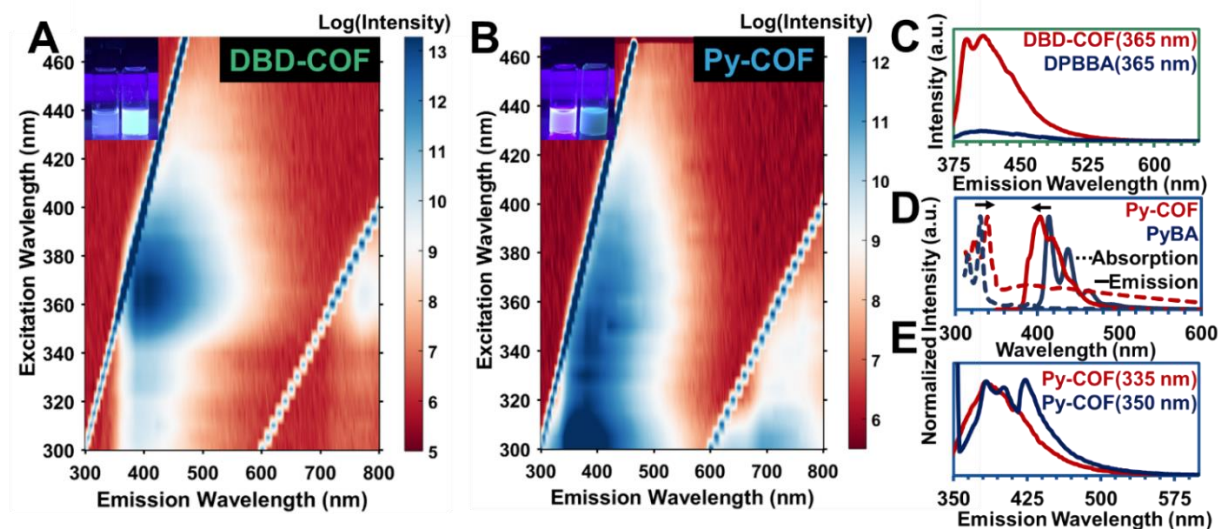 A
DBD-COF
Log(Intensity)
13
12
11
10
9
8
7
6
5
Excitation Wavlength (nm)
460
440
420
400
380
360
340
320
300
300 400 500 600 700 800
Emission Wavelength (nm)
B
Py-COF
Log(Intensity)
12
11
10
9
8
7
6
Excitation Wavelength (nm)
460
440
420
400
380
360
340
320
300
300 400 500 600 700 800
Emission Wavelength (nm)
C
Intensity (a.u.)
DBD-COF(365 nm)
DPBBA(365 nm)
375 450 525 600
Emission Wavelength (nm)
D
Normalized Intensity (a.u.)
Py-COF
PyBA
Absorption
Emission
300 400 500 600
Wavelength (nm)
E
Py-COF(335 nm)
Py-COF(350 nm)
350 425 500 575
Emission Wavelength (nm)